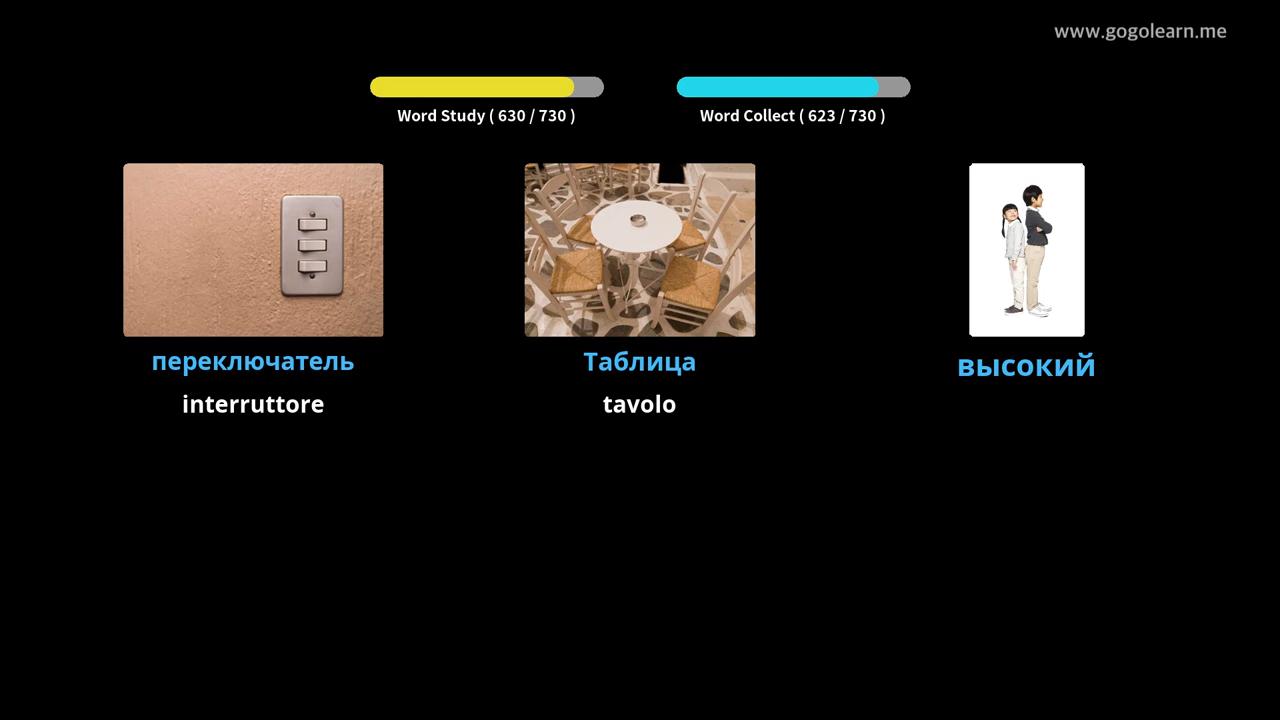 www.gogolearn.me
Word Study ( 630 / 730 )
Word Collect ( 623 / 730 )
переключатель
Таблица
высокий
interruttore
tavolo